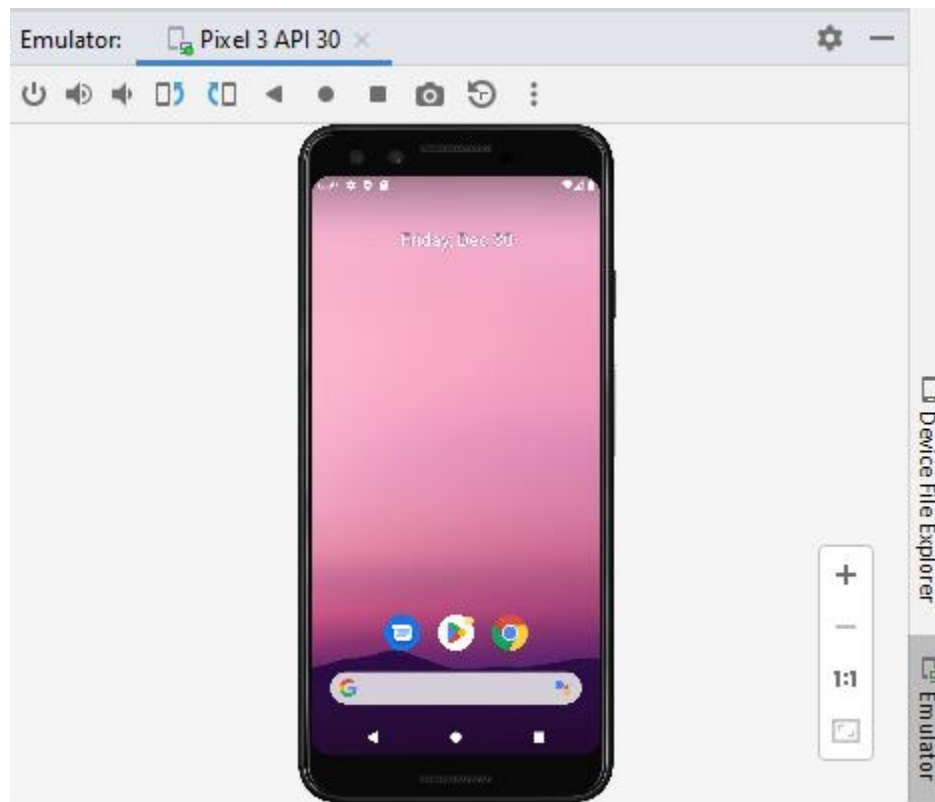 Emulator: Pixel 3 API 30
Friday, Dec 30
1:1
Device File Explorer
Emulator